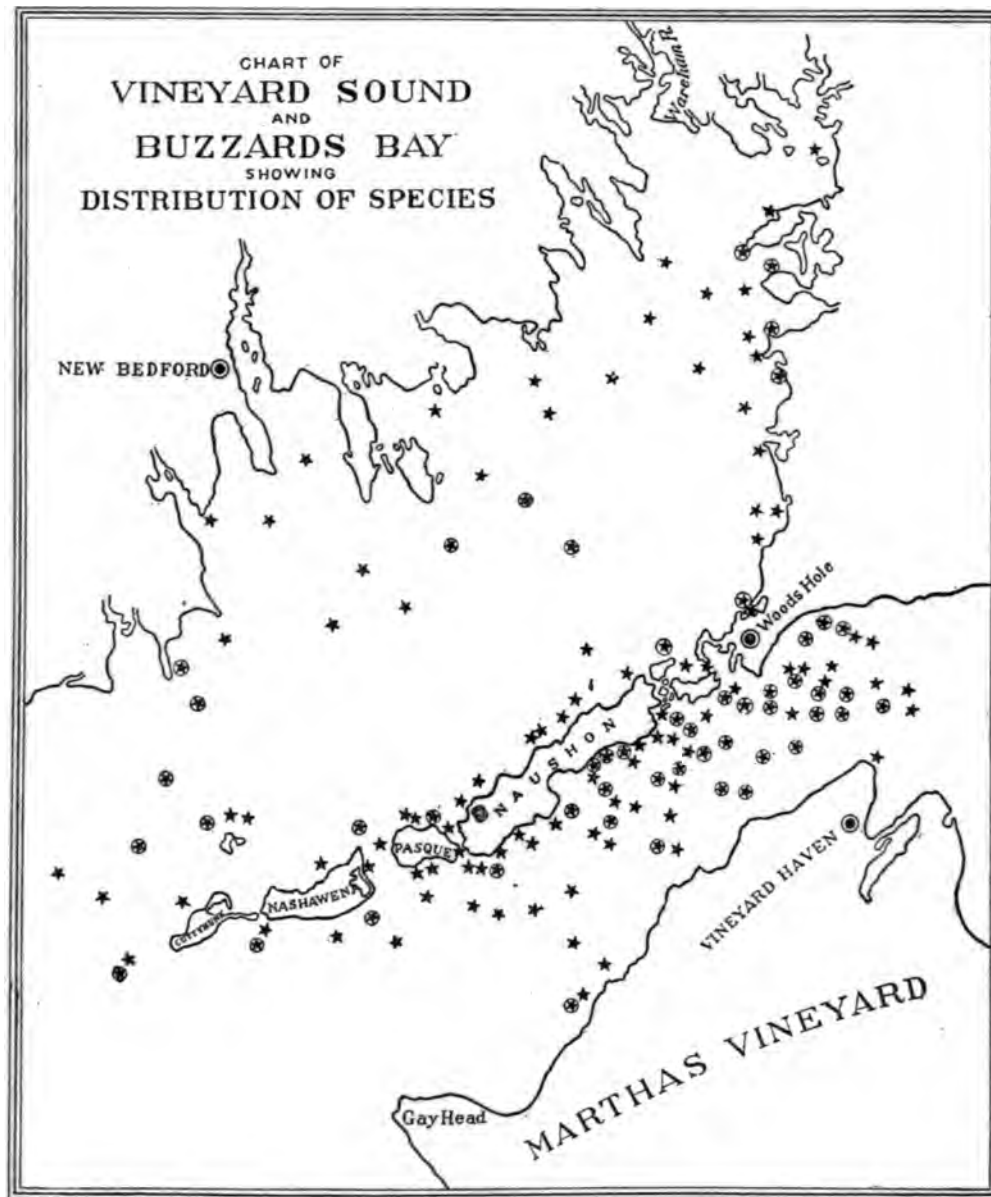 CHART OF
VINEYARD SOUND
AND
BUZZARDS BAY
SHOWING
DISTRIBUTION OF SPECIES
Wareham R.
NEW BEDFORD
Woods Hole
NAUSHON
PASQUE
NASHAWENA
CUTTYHUNK
VINEYARD HAVEN
MARTHAS VINEYARD
Gay Head